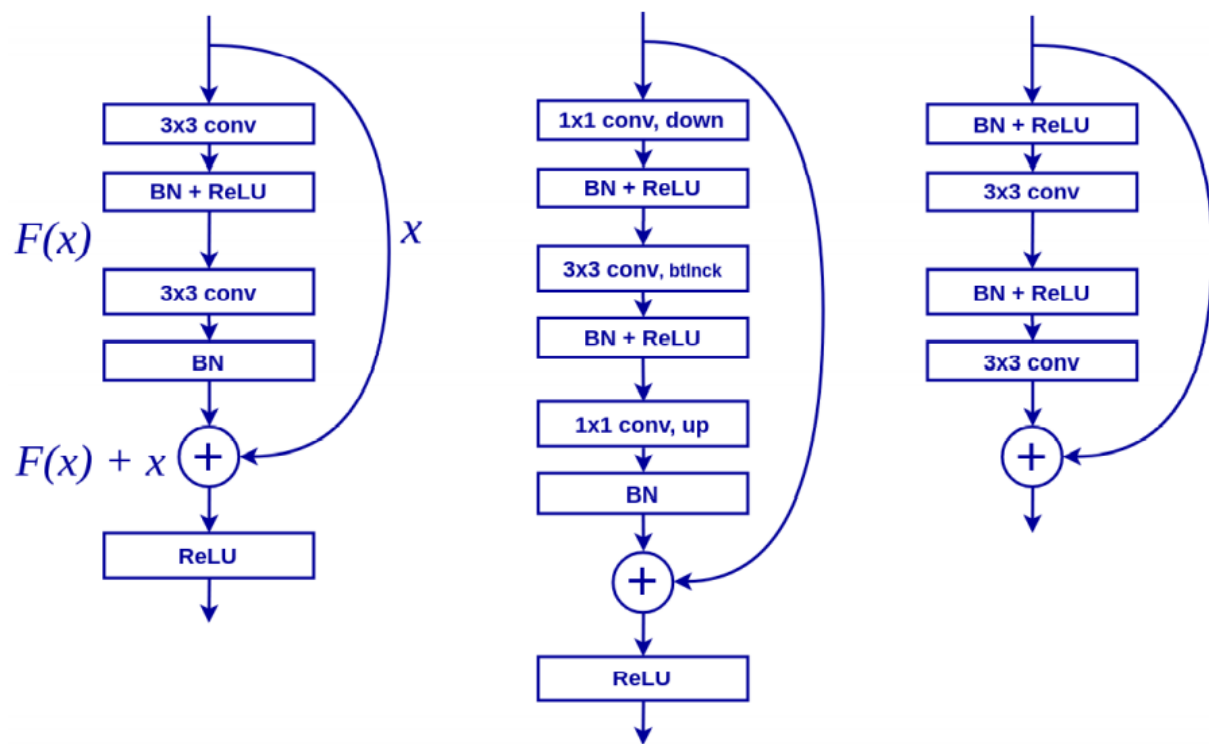 3x3 conv
BN + ReLU
F(x)
x
3x3 conv
BN
F(x) + x
+
ReLU
1x1 conv, down
BN + ReLU
3x3 conv, btlnck
BN + ReLU
1x1 conv, up
BN
+
ReLU
BN + ReLU
3x3 conv
BN + ReLU
3x3 conv
+